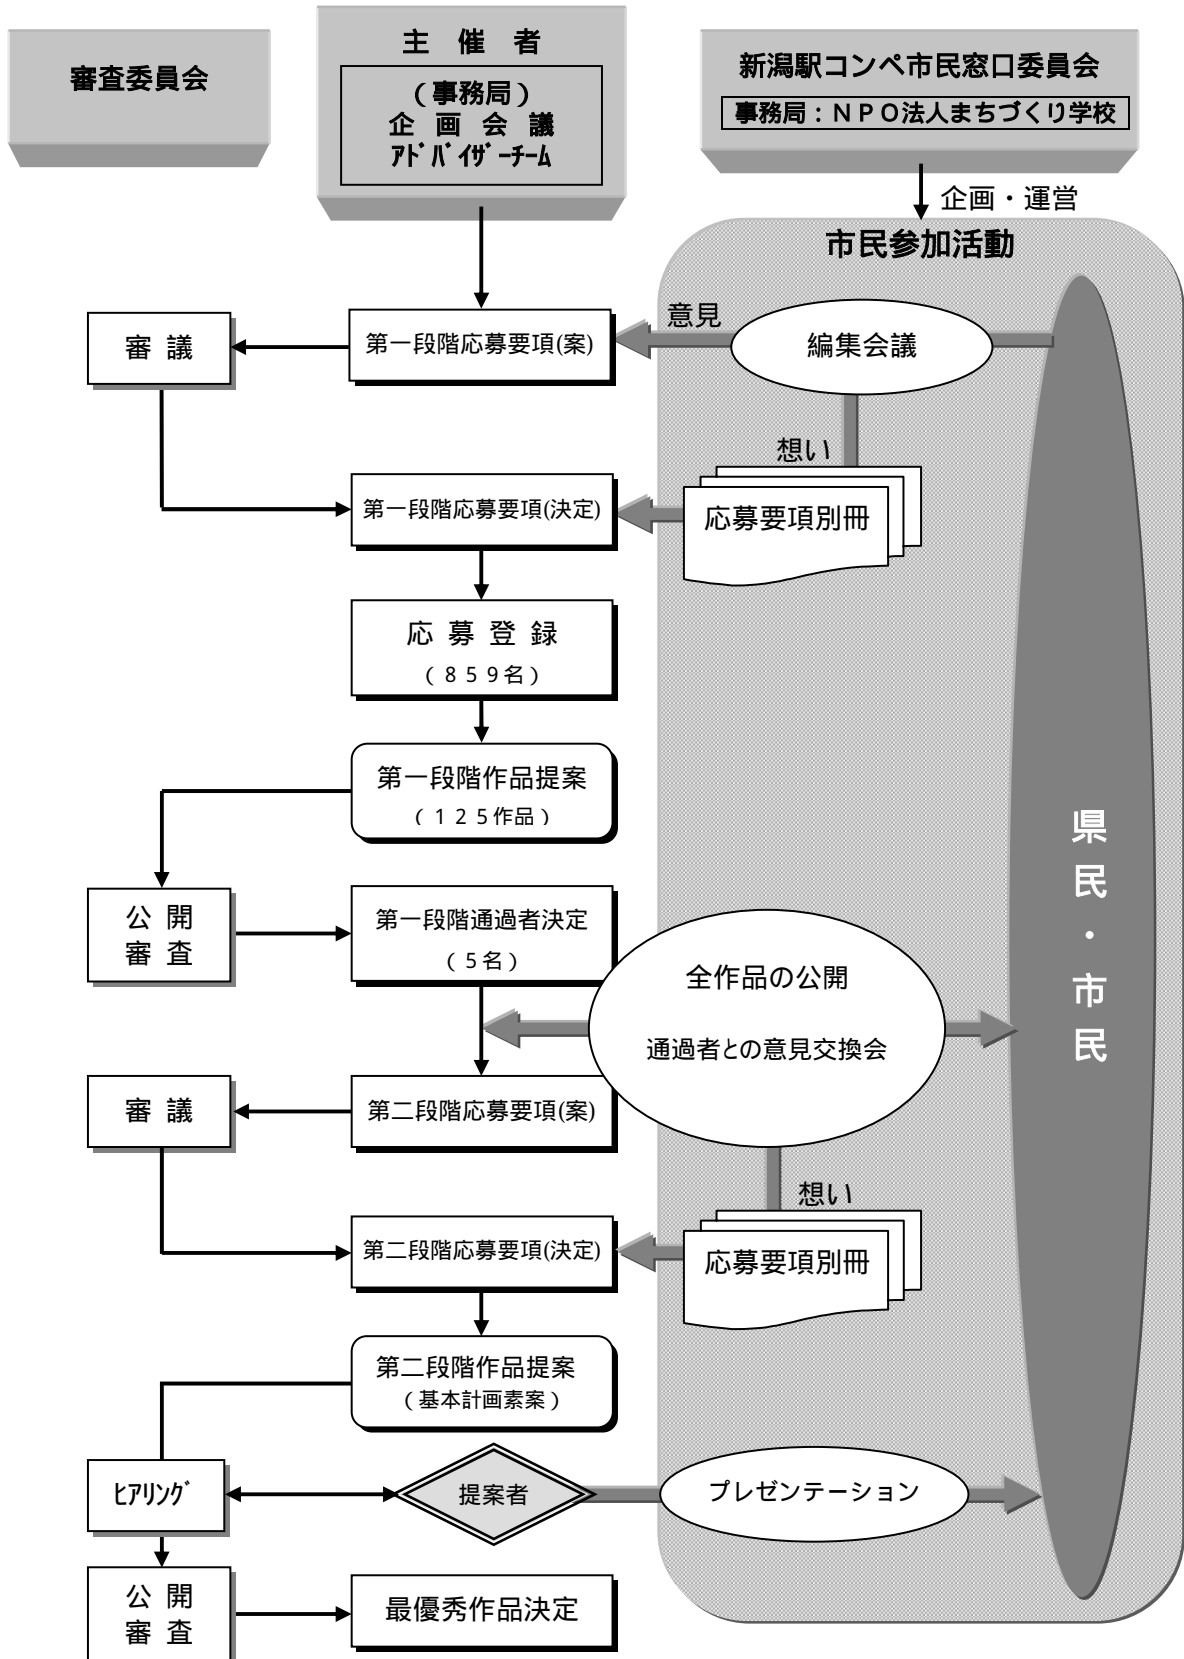 審査委員会
主 催 者
(事務局)
企 画 会 議
ｱﾄﾞﾊﾞｲｻﾞｰﾁｰﾑ
新潟駅コンペ市民窓口委員会
事務局：ＮＰＯ法人まちづくり学校
企画・運営
市民参加活動
審 議
第一段階応募要項(案)
意見
編集会議
想い
第一段階応募要項(決定)
応募要項別冊
応 募 登 録
(８５９名)
第一段階作品提案
(１２５作品)
公 開
審 査
第一段階通過者決定
(５名)
全作品の公開
通過者との意見交換会
県民・市民
審 議
第二段階応募要項(案)
想い
第二段階応募要項(決定)
応募要項別冊
第二段階作品提案
(基本計画素案)
ﾋｱﾘﾝｸﾞ
提案者
プレゼンテーション
公 開
審 査
最優秀作品決定